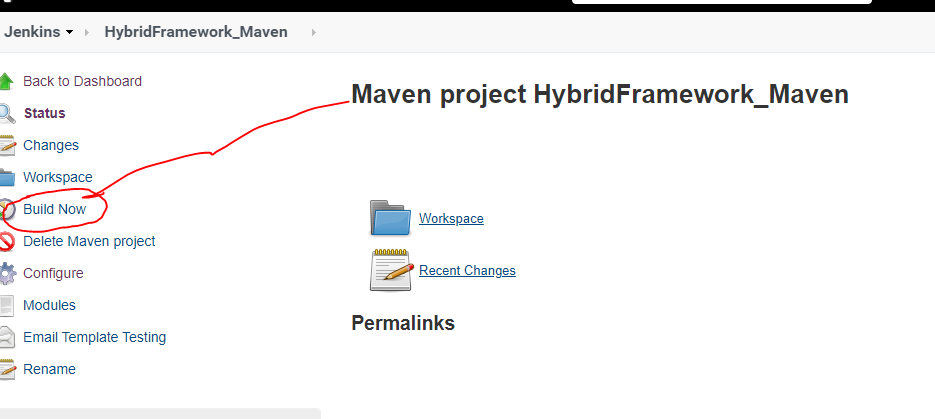 Jenkins HybridFramework_Maven
Back to Dashboard
Status
Changes
Workspace
Build Now
Delete Maven project
Configure
Modules
Email Template Testing
Rename
Maven project HybridFramework_Maven
Workspace
Recent Changes
Permalinks